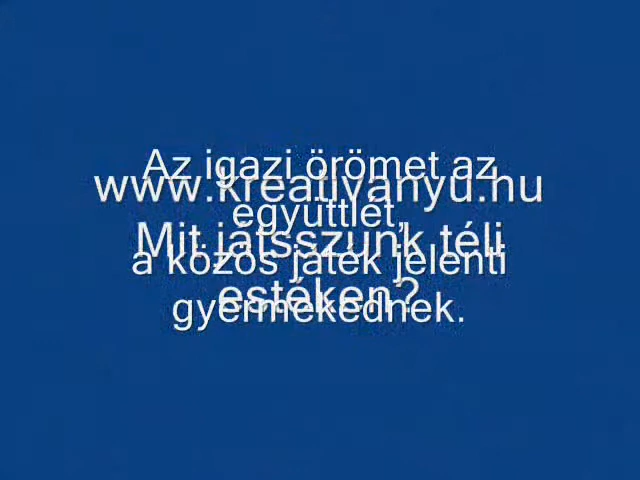 Az igazi örömet az
együttlét,
a közös játék jelenti
gyermekednek.
www.kreativanyu.hu
Mit játsszunk téli
estéken?